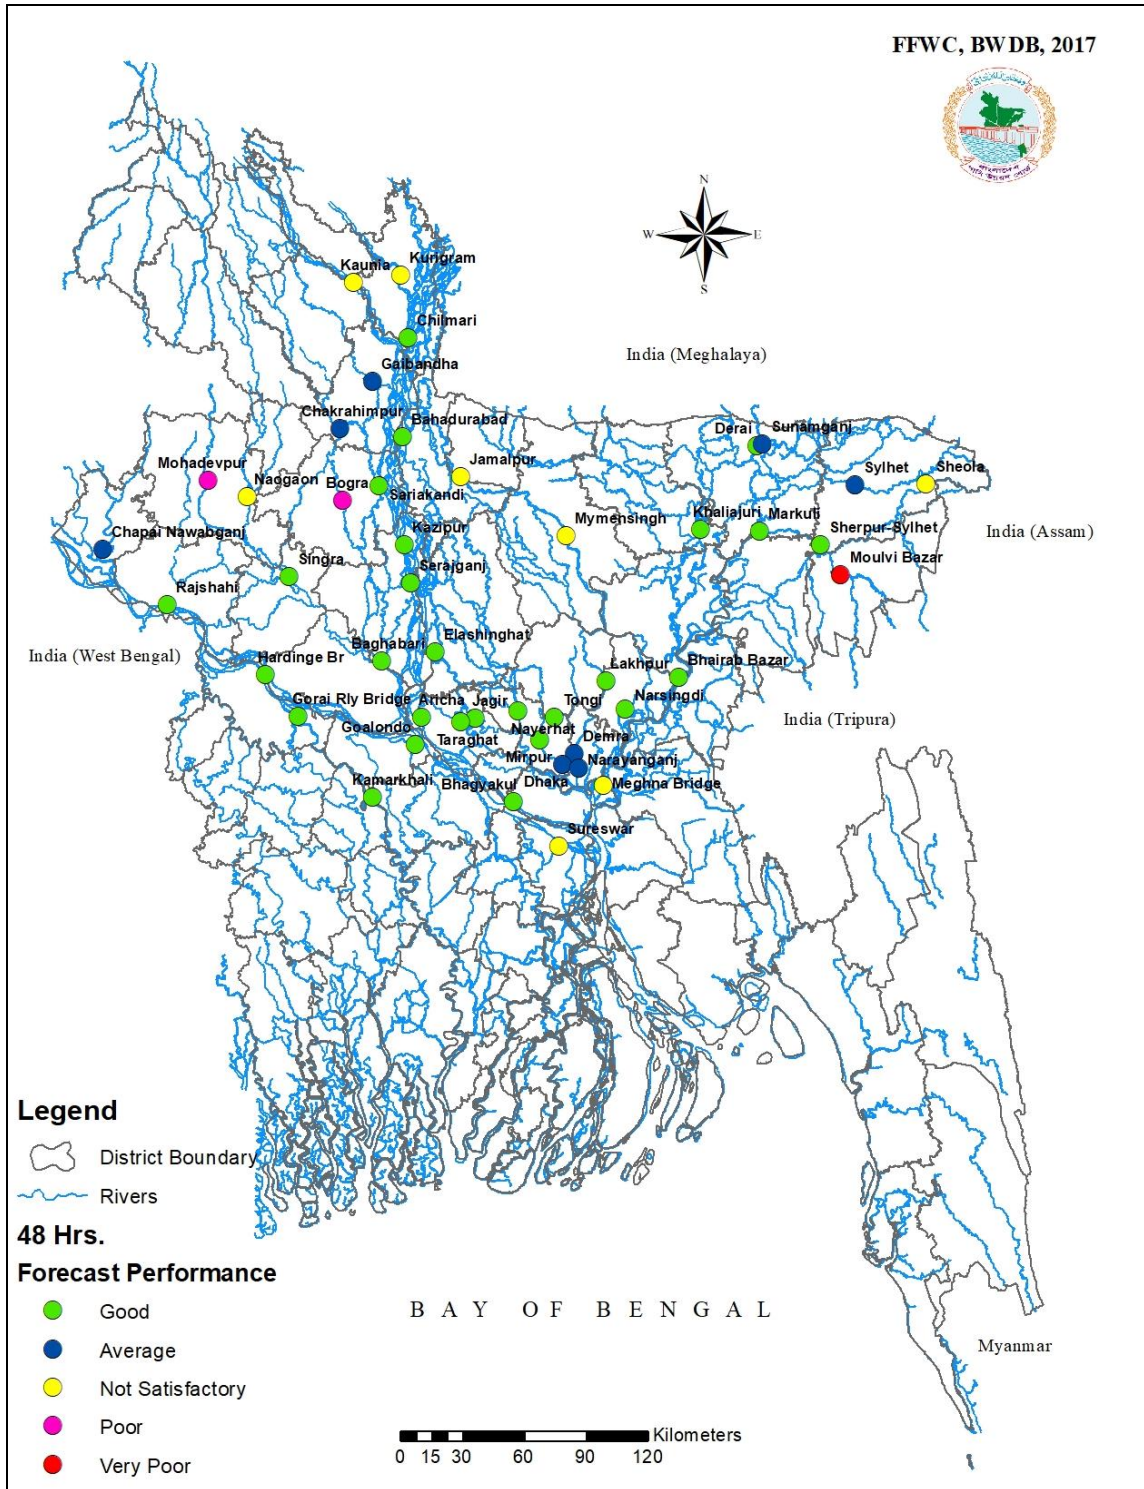 FFWC, BWDB, 2017
N
W
E
S
Kaunia
Kurigram
Chilmari
India (Meghalaya)
Gaibandha
Chakrahimpur
Bahadurabad
Derai
Sunamganj
Mohadevpur
Naogaon
Bogra
Jamalpur
Sylhet
Sheola
Sariakandi
Khaliajuri
Markuli
Chapai Nawabganj
Kazipur
Mymensingh
Sherpur-Sylhet
India (Assam)
Singra
Serajganj
Moulvi Bazar
Rajshahi
India (West Bengal)
Hardinge Br
Baghabari
Elashinghat
Lakhpur
Bhairab Bazar
Gorai Rly Bridge
Aricha
Jagir
Tongi
Narsingdi
India (Tripura)
Goalondo
Taraghat
Nayerhat
Demra
Mirpur
Narayanganj
Kamarkhali
Bhagyakul
Dhaka
Meghna Bridge
Sureswar
Legend
District Boundary
Rivers
48 Hrs.
Forecast Performance
Good
Average
Not Satisfactory
Poor
Very Poor
BAY OF BENGAL
Myanmar
Kilometers
0 15 30 60 90 120